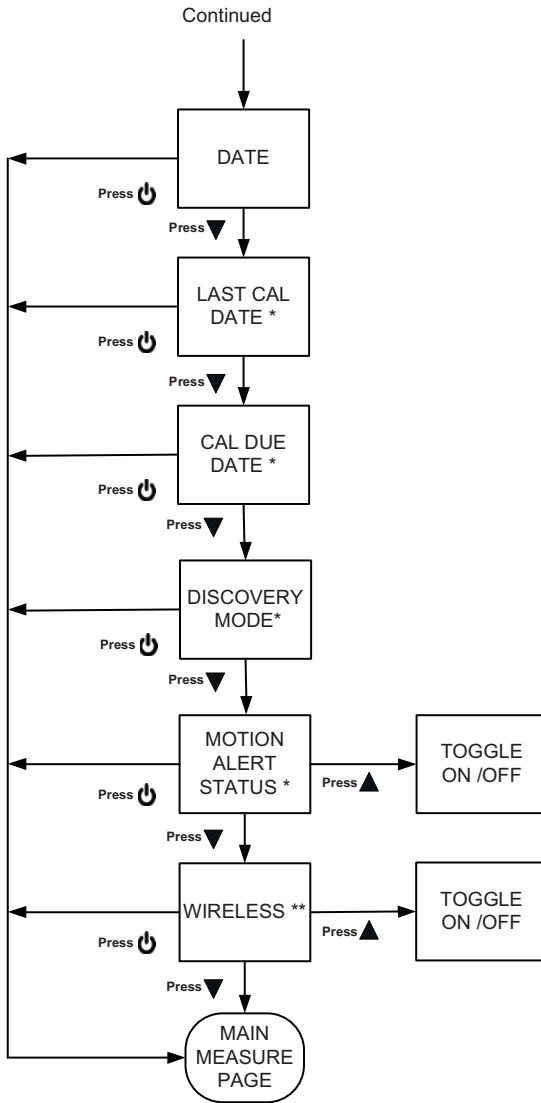 Continued
DATE
Press
Press
LAST CAL
DATE *
Press
Press
CAL DUE
DATE *
Press
Press
DISCOVERY
MODE*
Press
Press
MOTION
ALERT
STATUS *
Press
TOGGLE
ON /OFF
Press
Press
WIRELESS **
Press
TOGGLE
ON /OFF
Press
Press
MAIN
MEASURE
PAGE